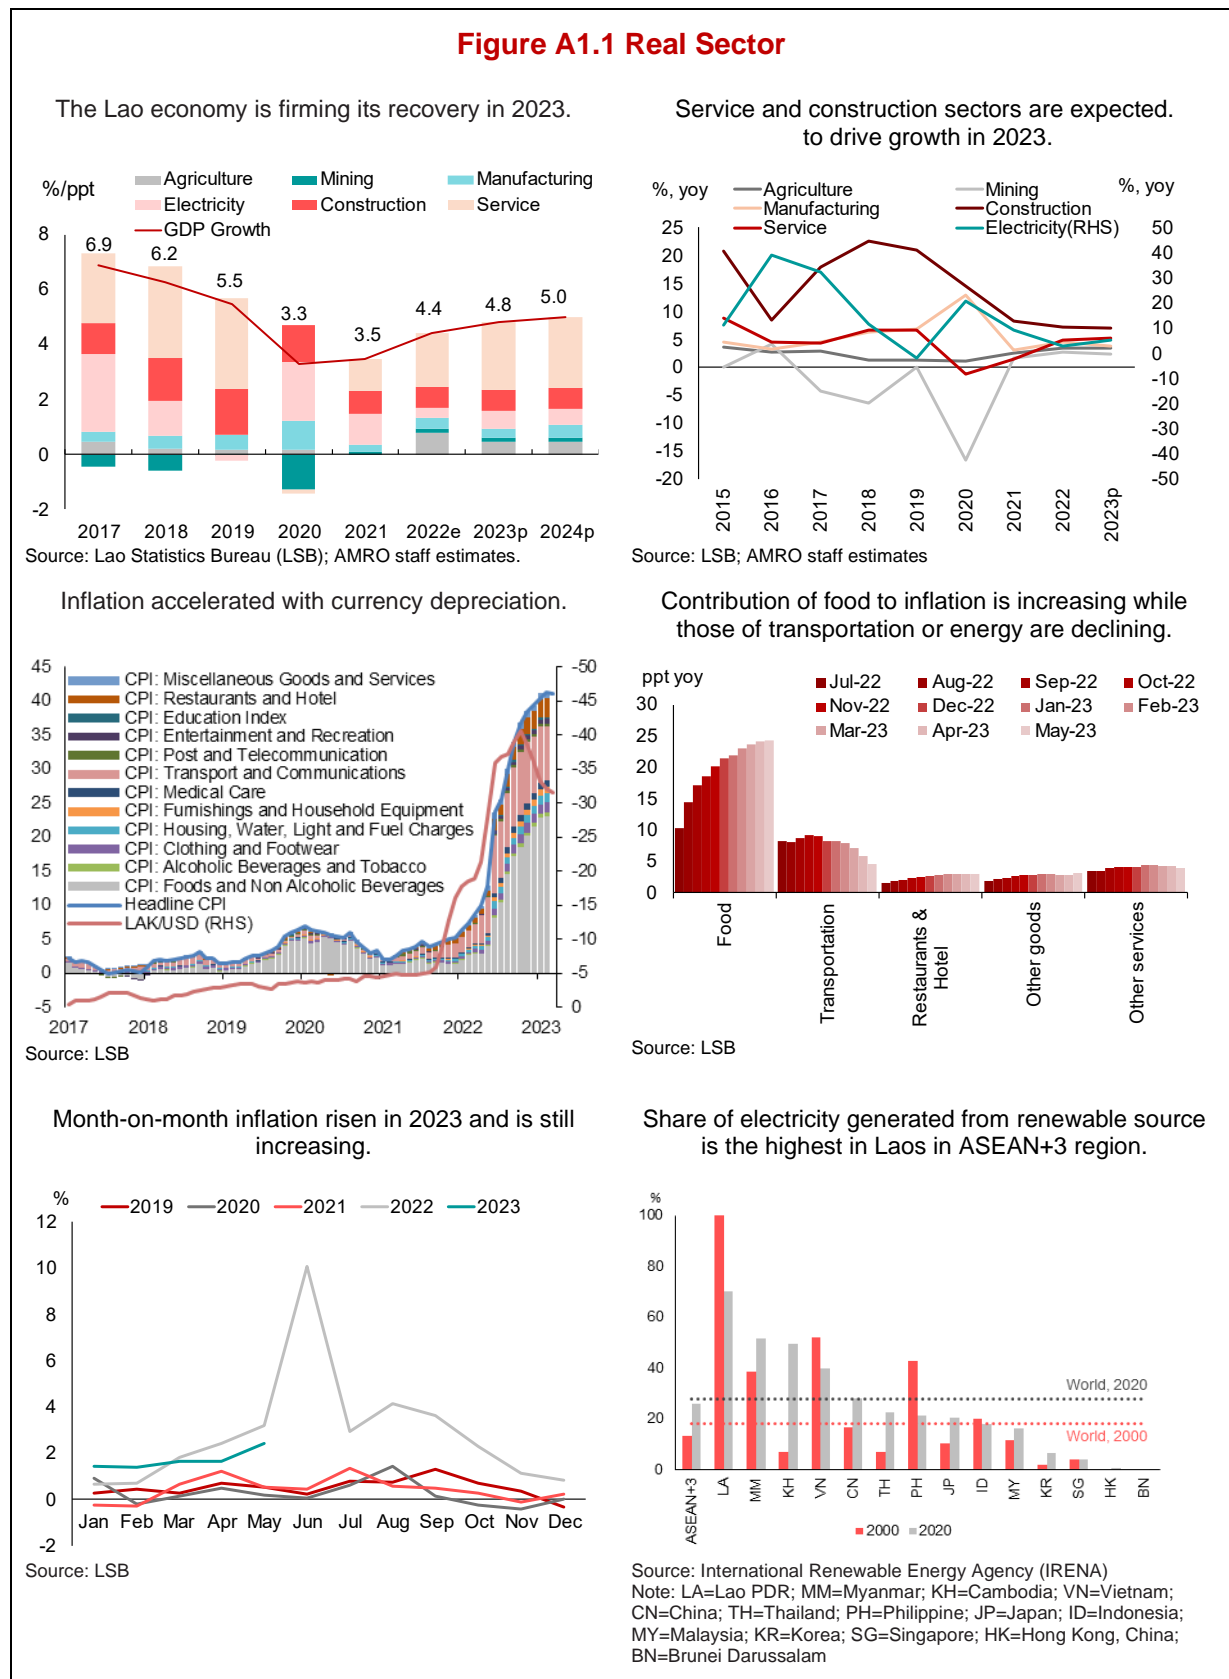 Figure A1.1 Real Sector
The Lao economy is firming its recovery in 2023.
%/ppt
Agriculture
Mining
Manufacturing
Electricity
Construction
Service
GDP Growth
8
6
4
2
0
-2
6.9
6.2
5.5
3.3
3.5
4.4
4.8
5.0
2017 2018 2019 2020 2021 2022e 2023p 2024p
Source: Lao Statistics Bureau (LSB); AMRO staff estimates.
Service and construction sectors are expected.
to drive growth in 2023.
%, yoy
%, yoy
Agriculture
Mining
Manufacturing
Construction
Service
Electricity(RHS)
25
20
15
10
5
0
-5
-10
-15
-20
50
40
30
20
10
0
-10
-20
-30
-40
-50
2015
2016
2017
2018
2019
2020
2021
2022
2023p
Source: LSB; AMRO staff estimates
Inflation accelerated with currency depreciation.
45
40
35
30
25
20
15
10
5
0
-5
CPI: Miscellaneous Goods and Services
CPI: Restaurants and Hotel
CPI: Education Index
CPI: Entertainment and Recreation
CPI: Post and Telecommunication
CPI: Transport and Communications
CPI: Medical Care
CPI: Furnishings and Household Equipment
CPI: Housing, Water, Light and Fuel Charges
CPI: Clothing and Footwear
CPI: Alcoholic Beverages and Tobacco
CPI: Foods and Non Alcoholic Beverages
Headline CPI
LAK/USD (RHS)
-50
-45
-40
-35
-30
-25
-20
-15
-10
-5
0
2017 2018 2019 2020 2021 2022 2023
Source: LSB
Contribution of food to inflation is increasing while
those of transportation or energy are declining.
ppt yoy
Jul-22 Aug-22 Sep-22 Oct-22
Nov-22 Dec-22 Jan-23 Feb-23
Mar-23 Apr-23 May-23
30
25
20
15
10
5
0
Food
Transportation
Restaurants &
Hotel
Other goods
Other services
Source: LSB
Month-on-month inflation risen in 2023 and is still
increasing.
%
2019 2020 2021 2022 2023
12
10
8
6
4
2
0
-2
Jan Feb Mar Apr May Jun Jul Aug Sep Oct Nov Dec
Source: LSB
Share of electricity generated from renewable source
is the highest in Laos in ASEAN+3 region.
%
100
80
60
40
20
0
World, 2020
World, 2000
ASEAN+3
LA
MM
KH
VN
CN
TH
PH
JP
ID
MY
KR
SG
HK
BN
2000 2020
Source: International Renewable Energy Agency (IRENA)
Note: LA=Lao PDR; MM=Myanmar; KH=Cambodia; VN=Vietnam;
CN=China; TH=Thailand; PH=Philippine; JP=Japan; ID=Indonesia;
MY=Malaysia; KR=Korea; SG=Singapore; HK=Hong Kong, China;
BN=Brunei Darussalam